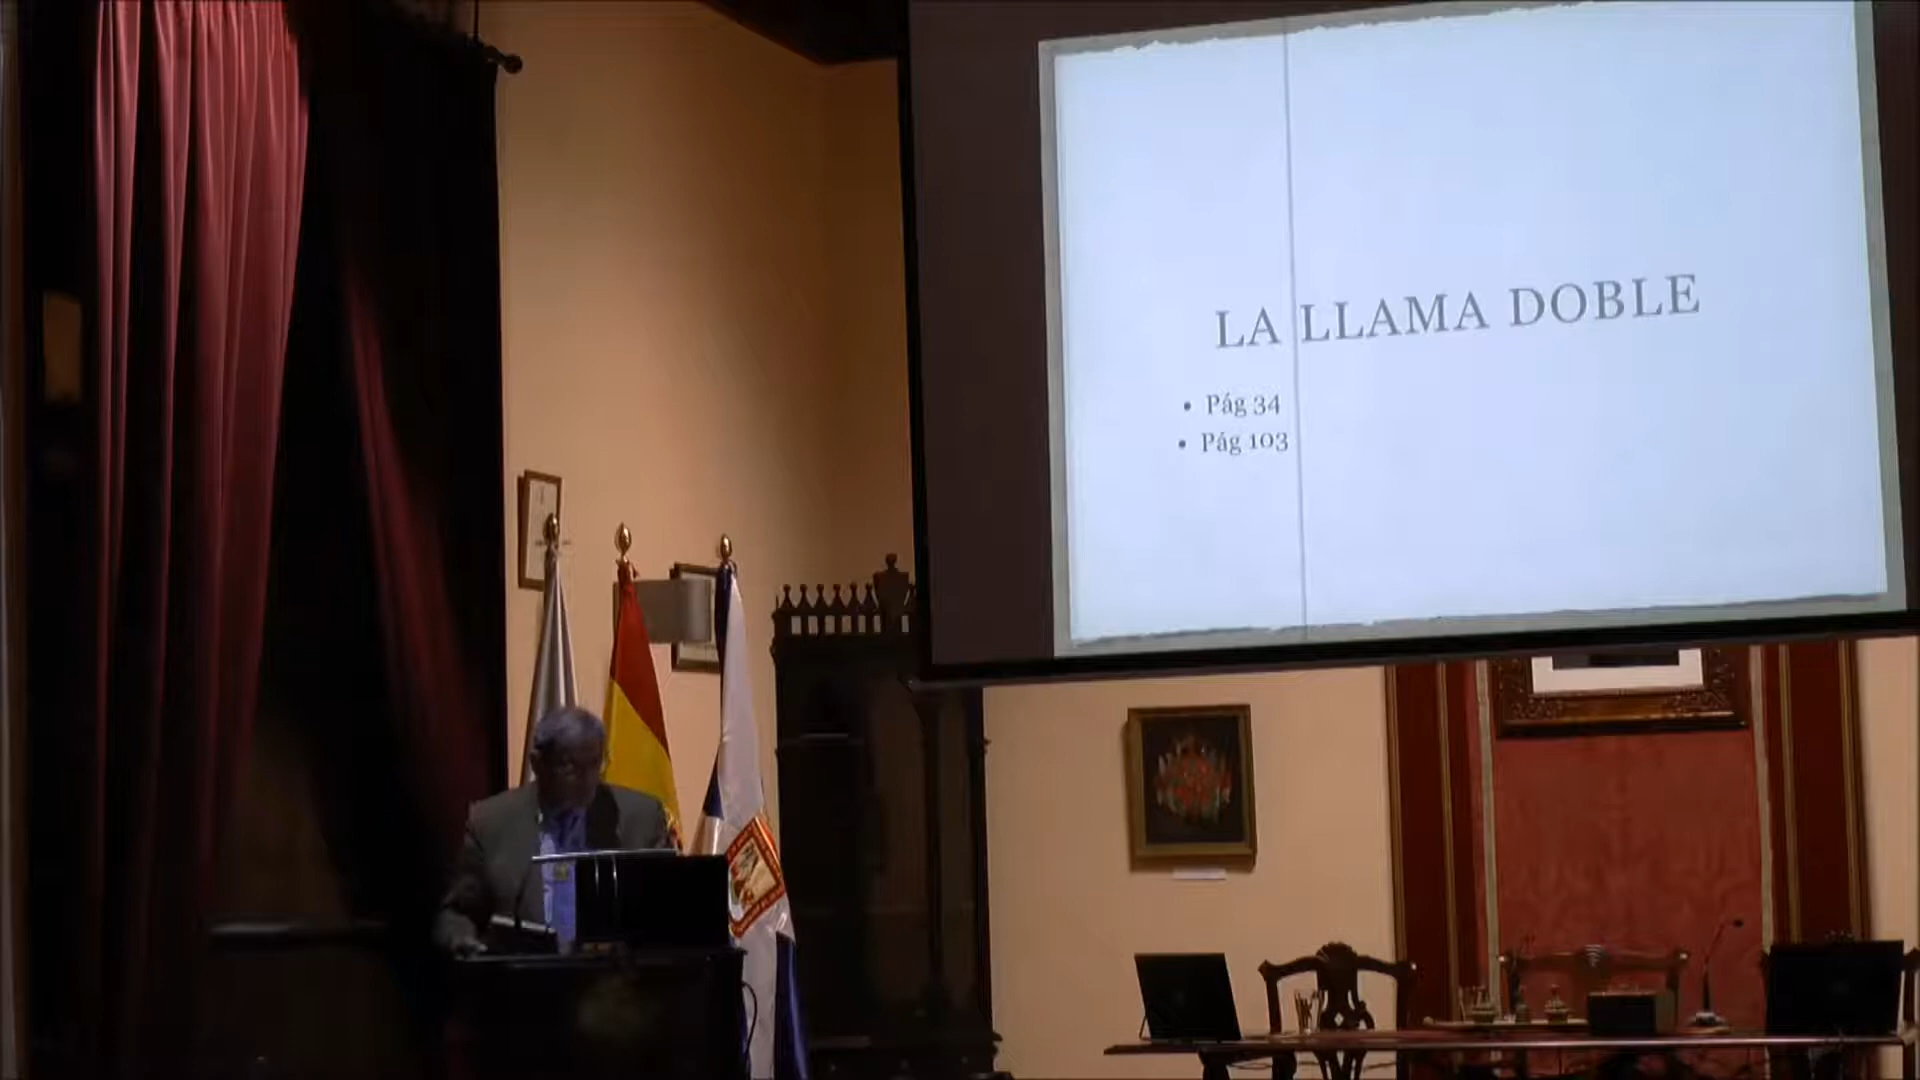 LA LLAMA DOBLE
• Pág 34
• Pág 103